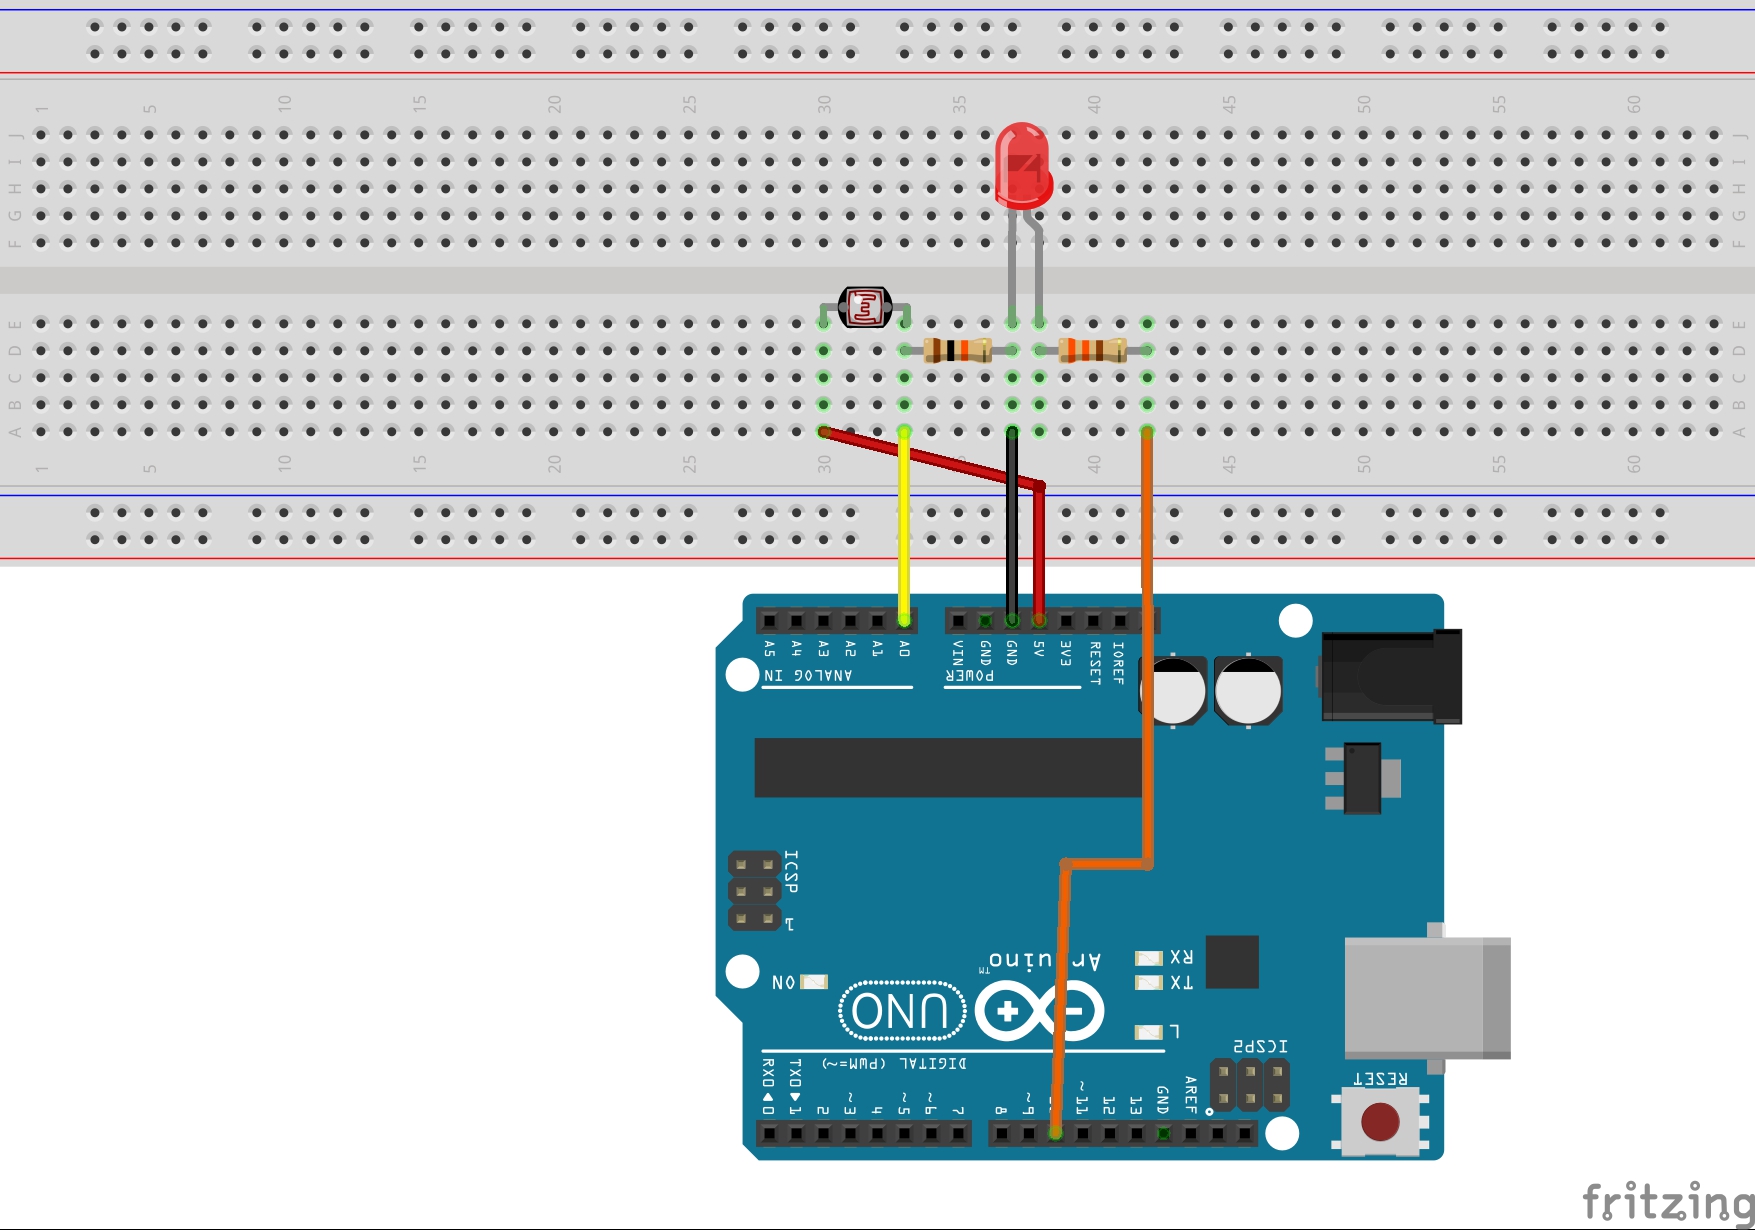 1 5 10 15 20 25 30 35 40 45 50 55 60
J J
I I
H H
G G
F F
E E
D D
C C
B B
A A
1 5 10 15 20 25 30 40 45 50 55 60
A5 A4 A3 A2 A1 A0 VIN GND GND 5V 3V3 RESET IOREF
ANALOG IN POWER
ICSP
1
Arduino
TM
RX
ON TX
UNO
L
ICSP2
DIGITAL (PWM=~)
RESET
RX0 TX0 AREF
0 1 2 ~3 4 ~5 ~6 7 8 ~9 ~11 12 13 GND
fritzing